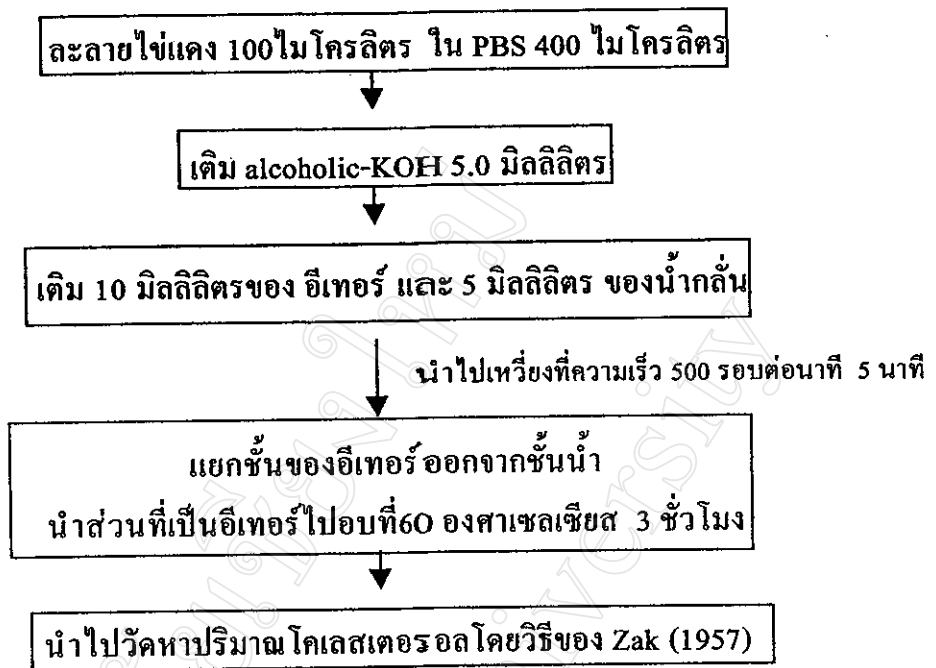 ละลายไข่แดง 100ไมโครลิตร ใน PBS 400 ไมโครลิตร
เติม alcoholic-KOH 5.0 มิลลิลิตร
เติม 10 มิลลิลิตรของ อีเทอร์ และ 5 มิลลิลิตร ของน้ำกลั่น
นำไปเหวี่ยงที่ความเร็ว 500 รอบต่อนาที 5 นาที
แยกชั้นของอีเทอร์ออกจากชั้นน้ำ
นำส่วนที่เป็นอีเทอร์ไปอบที่60 องศาเซลเซียส 3 ชั่วโมง
นำไปวัดหาปริมาณโคเลสเตอรอลโดยวิธีของ Zak (1957)